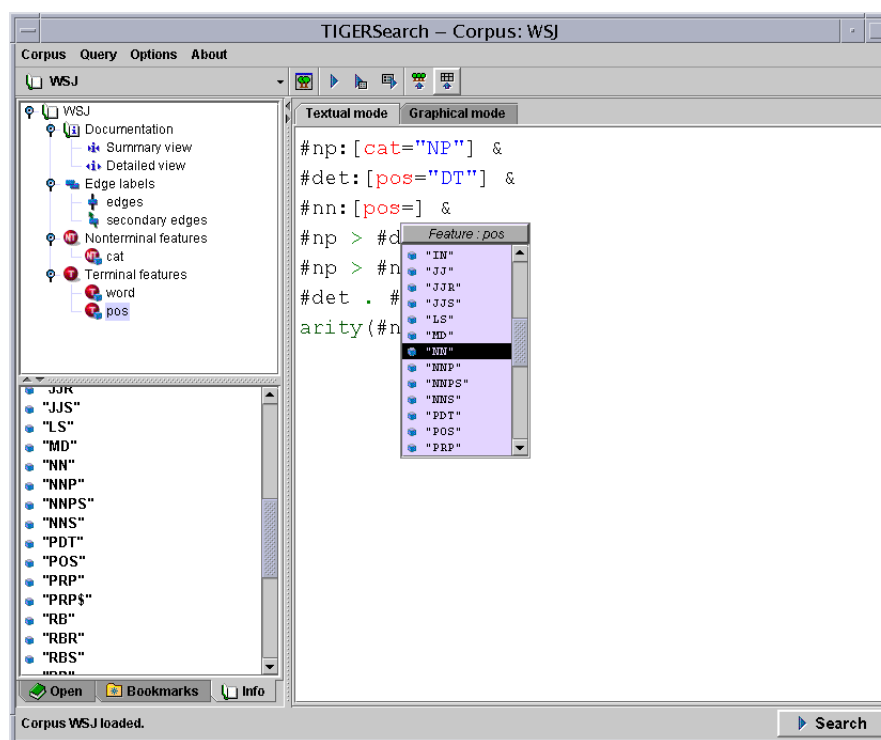 TIGERSearch – Corpus: WSJ
Corpus Query Options About
WSJ
WSJ
Documentation
Summary view
Detailed view
Edge labels
edges
secondary edges
Nonterminal features
cat
Terminal features
word
pos
"JJR"
"JJS"
"LS"
"MD"
"NN"
"NNP"
"NNPS"
"NNS"
"PDT"
"POS"
"PRP"
"PRP$"
"RB"
"RBR"
"RBS"
Open Bookmarks Info
Textual mode Graphical mode
#np:[cat="NP"] &
#det:[pos="DT"] &
#nn:[pos=] &
#np > #d
#np > #n
#det . #
arity(#n
Feature : pos
"IN"
"JJ"
"JJR"
"JJS"
"LS"
"MD"
"NN"
"NNP"
"NNPS"
"NNS"
"PDT"
"POS"
"PRP"
Corpus WSJ loaded.
Search